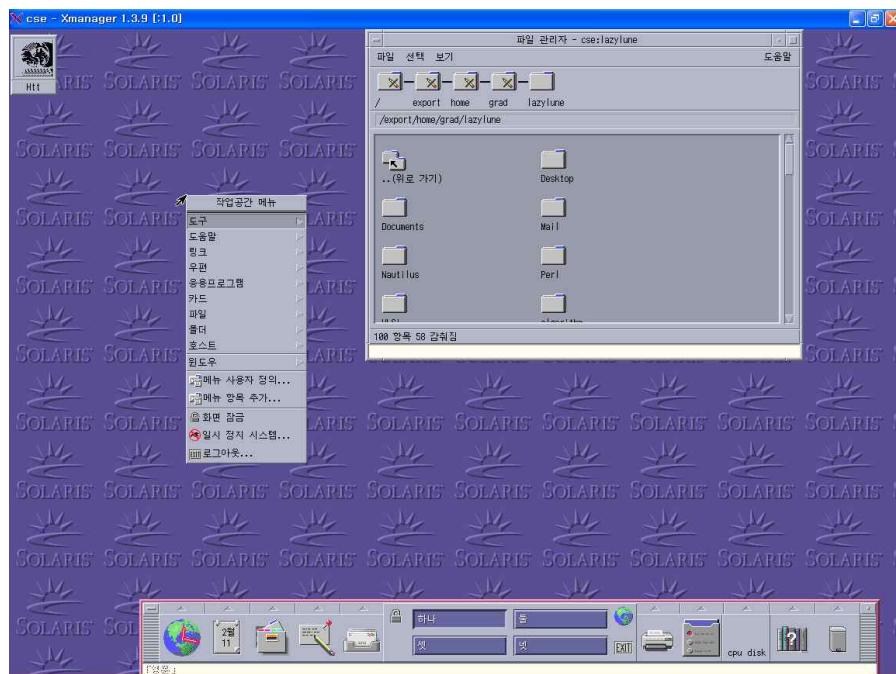 cse - Xmanager 1.3.9 [:1.0]
Htt
파일 관리자 - cse:lazylune
파일 선택 보기 도움말
/ export home grad lazylune
/export/home/grad/lazylune
..(위로 가기) Desktop
Documents Mail
Nautilus Perl
100 항목 58 감춰짐
작업공간 메뉴
도구
도움말
링크
우편
응용프로그램
카드
파일
폴더
호스트
윈도우
메뉴 사용자 정의...
메뉴 항목 추가...
화면 잠금
일시 정지 시스템...
로그아웃...
SOLARIS
2월
11
하나 둘
셋 넷
EXIT
cpu disk
[영문]